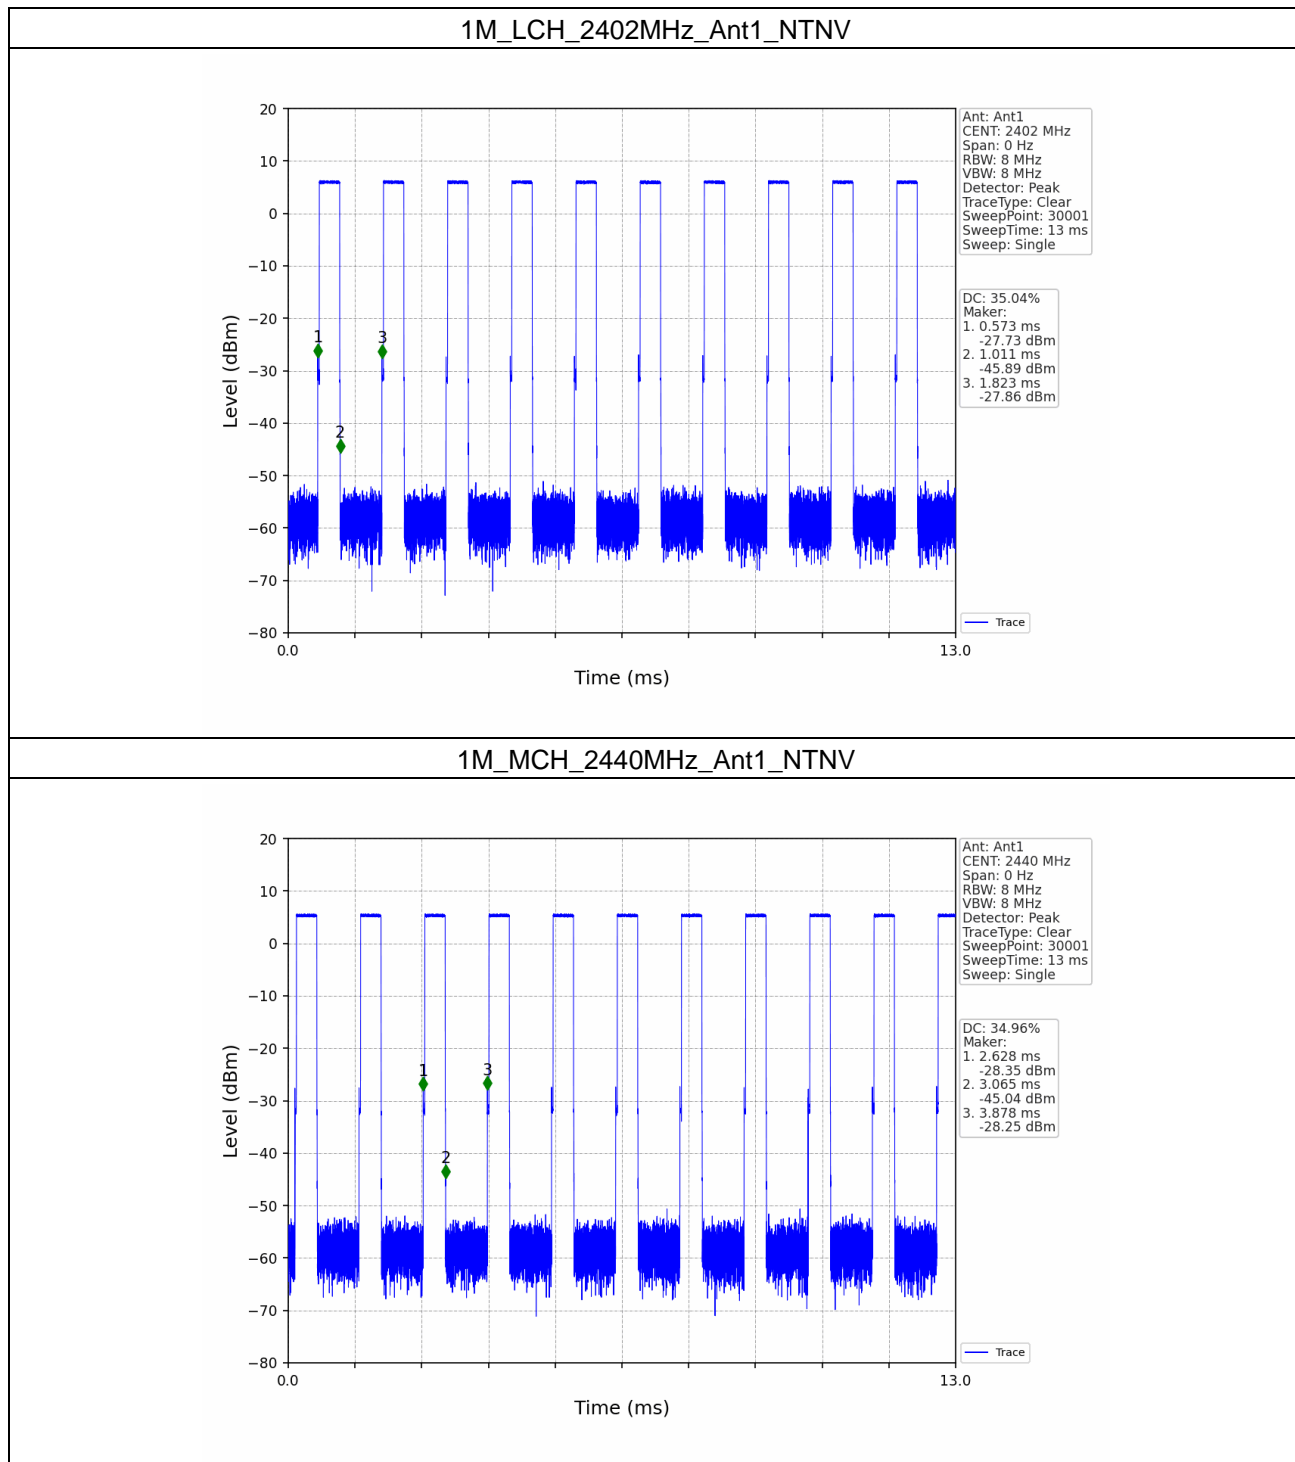 1M_LCH_2402MHz_Ant1_NTNV
20
10
0
−10
−20
−30
−40
−50
−60
−70
−80
Level (dBm)
1
2
3
0.0
13.0
Time (ms)
Ant: Ant1
CENT: 2402 MHz
Span: 0 Hz
RBW: 8 MHz
VBW: 8 MHz
Detector: Peak
TraceType: Clear
SweepPoint: 30001
SweepTime: 13 ms
Sweep: Single
DC: 35.04%
Maker:
1. 0.573 ms
-27.73 dBm
2. 1.011 ms
-45.89 dBm
3. 1.823 ms
-27.86 dBm
Trace
1M_MCH_2440MHz_Ant1_NTNV
20
10
0
−10
−20
−30
−40
−50
−60
−70
−80
Level (dBm)
1
2
3
0.0
13.0
Time (ms)
Ant: Ant1
CENT: 2440 MHz
Span: 0 Hz
RBW: 8 MHz
VBW: 8 MHz
Detector: Peak
TraceType: Clear
SweepPoint: 30001
SweepTime: 13 ms
Sweep: Single
DC: 34.96%
Maker:
1. 2.628 ms
-28.35 dBm
2. 3.065 ms
-45.04 dBm
3. 3.878 ms
-28.25 dBm
Trace